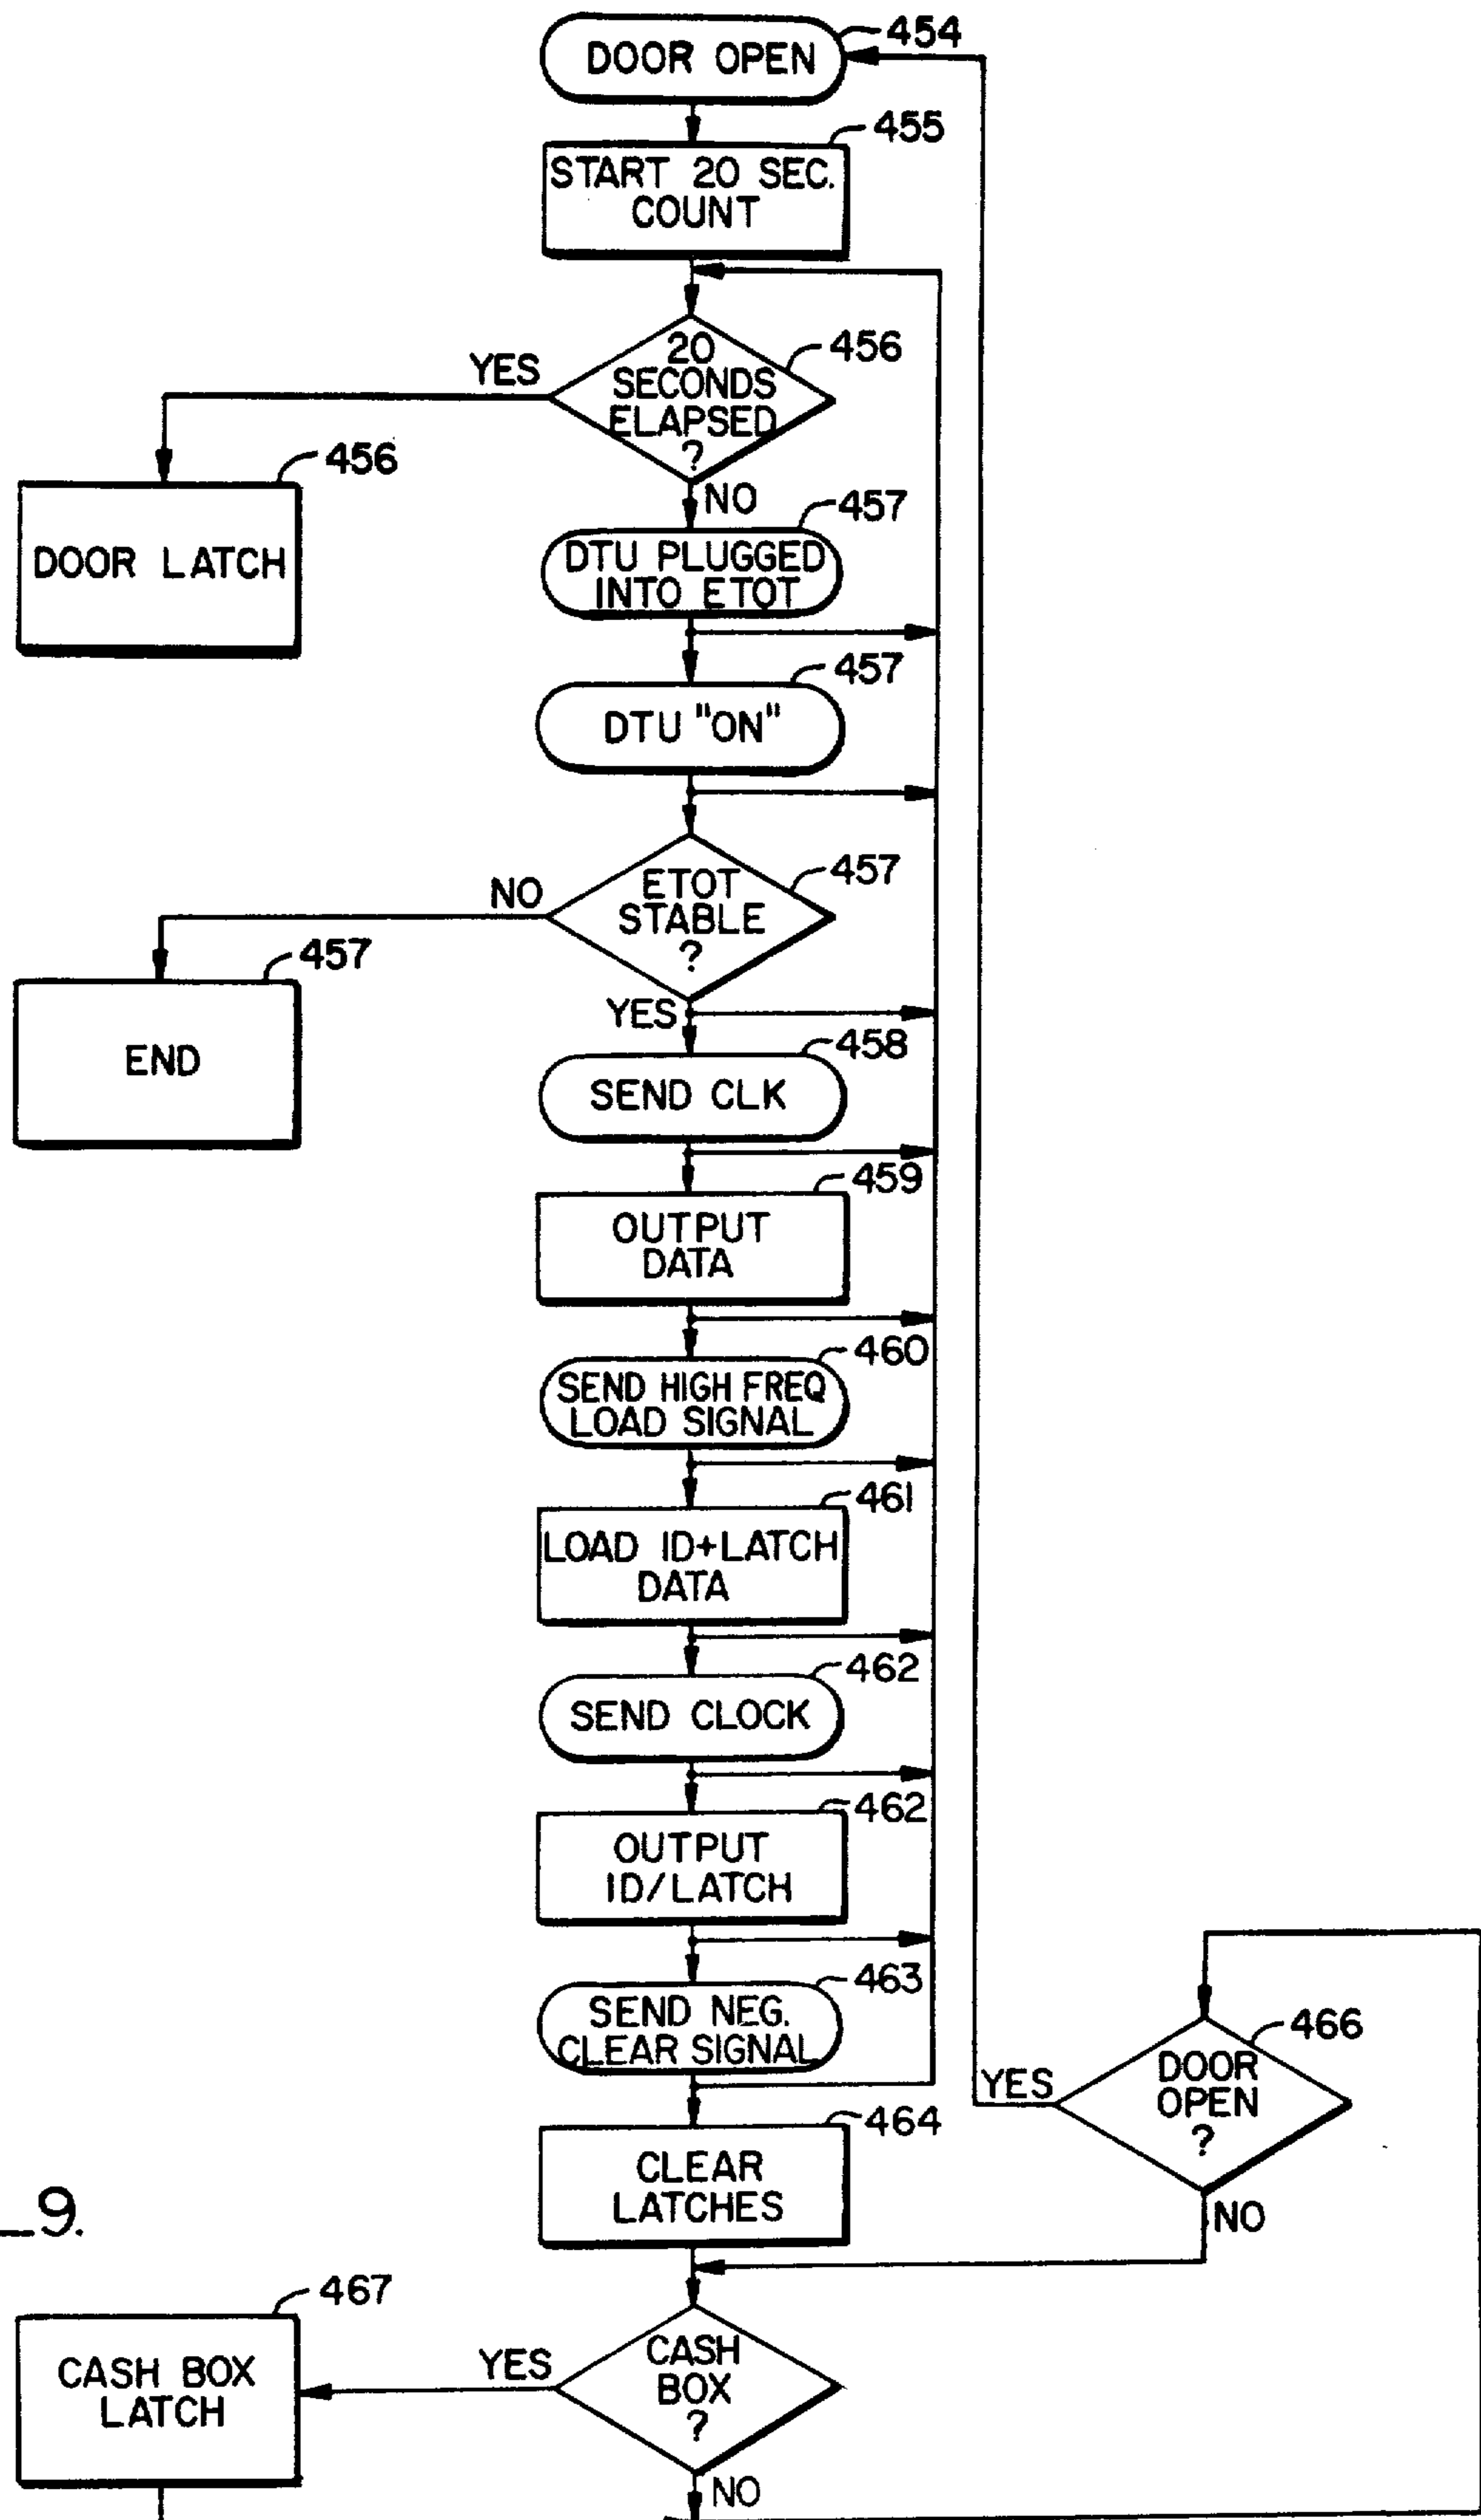 454
DOOR OPEN
455
START 20 SEC.
COUNT
20
SECONDS
ELAPSED
?
456
YES
456
NO
DOOR LATCH
457
DTU PLUGGED
INTO ETOT
457
DTU "ON"
ETOT
STABLE
?
457
NO
457
YES
END
458
SEND CLK
459
OUTPUT
DATA
460
SEND HIGH FREQ
LOAD SIGNAL
461
LOAD ID+LATCH
DATA
462
SEND CLOCK
462
OUTPUT
ID/LATCH
463
SEND NEG.
CLEAR SIGNAL
466
DOOR
OPEN
?
YES
NO
464
CLEAR
LATCHES
9.
467
CASH BOX
LATCH
YES
CASH
BOX
?
NO